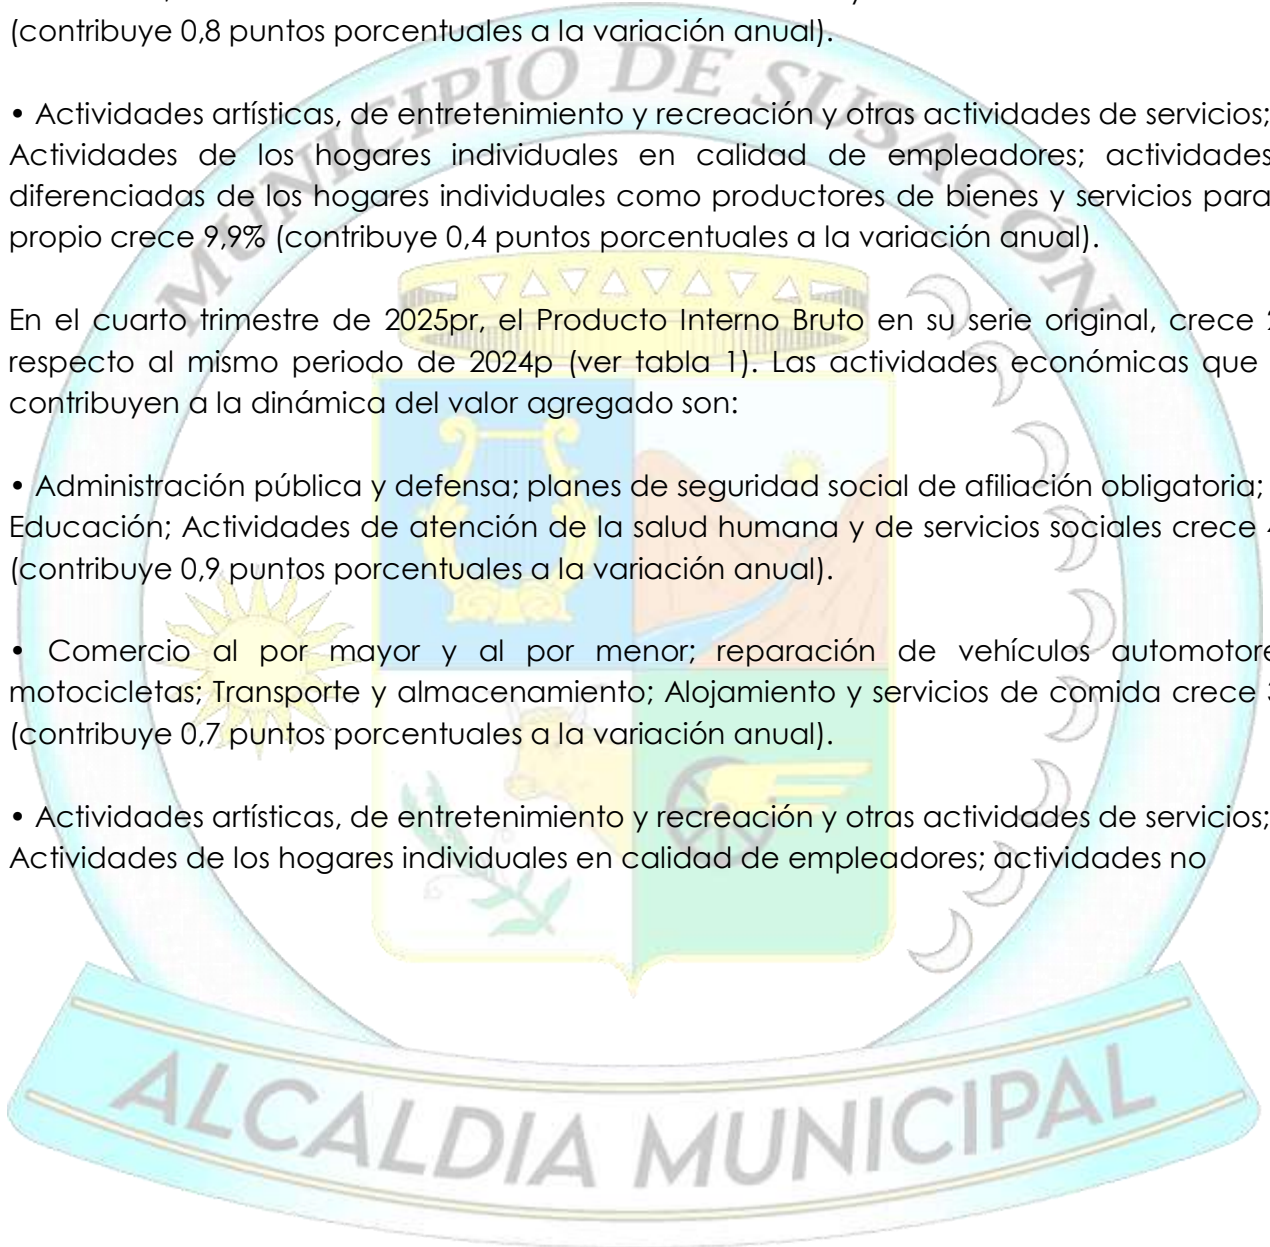 (contribuye 0,8 puntos porcentuales a la variación anual).
MUNICIPIO DE SUSACÓN
• Actividades artísticas, de entretenimiento y recreación y otras actividades de servicios;
Actividades de los hogares individuales en calidad de empleadores; actividades
diferenciadas de los hogares individuales como productores de bienes y servicios para
propio crece 9,9% (contribuye 0,4 puntos porcentuales a la variación anual).
En el cuarto trimestre de 2025pr, el Producto Interno Bruto en su serie original, crece
respecto al mismo periodo de 2024p (ver tabla 1). Las actividades económicas que
contribuyen a la dinámica del valor agregado son:
• Administración pública y defensa; planes de seguridad social de afiliación obligatoria;
Educación; Actividades de atención de la salud humana y de servicios sociales crece
(contribuye 0,9 puntos porcentuales a la variación anual).
• Comercio al por mayor y al por menor; reparación de vehículos automotore
motocicletas; Transporte y almacenamiento; Alojamiento y servicios de comida crece
(contribuye 0,7 puntos porcentuales a la variación anual).
• Actividades artísticas, de entretenimiento y recreación y otras actividades de servicios;
Actividades de los hogares individuales en calidad de empleadores; actividades no
ALCALDIA MUNICIPAL